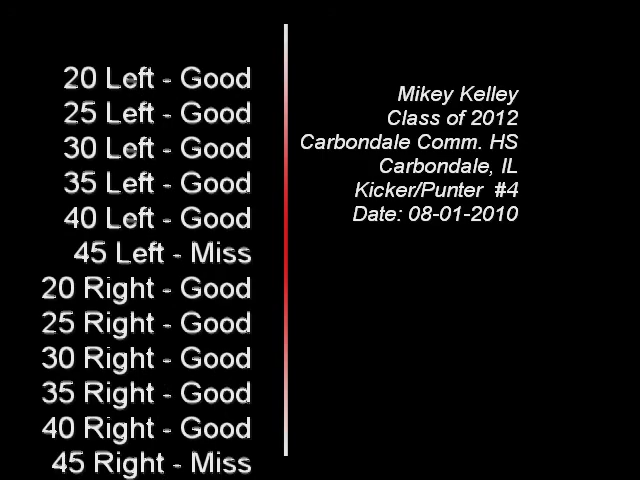 20 Left - Good
25 Left - Good
30 Left - Good
35 Left - Good
40 Left - Good
45 Left - Miss
20 Right - Good
25 Right - Good
30 Right - Good
35 Right - Good
40 Right - Good
45 Right - Miss
Mikey Kelley
Class of 2012
Carbondale Comm. HS
Carbondale, IL
Kicker/Punter #4
Date: 08-01-2010